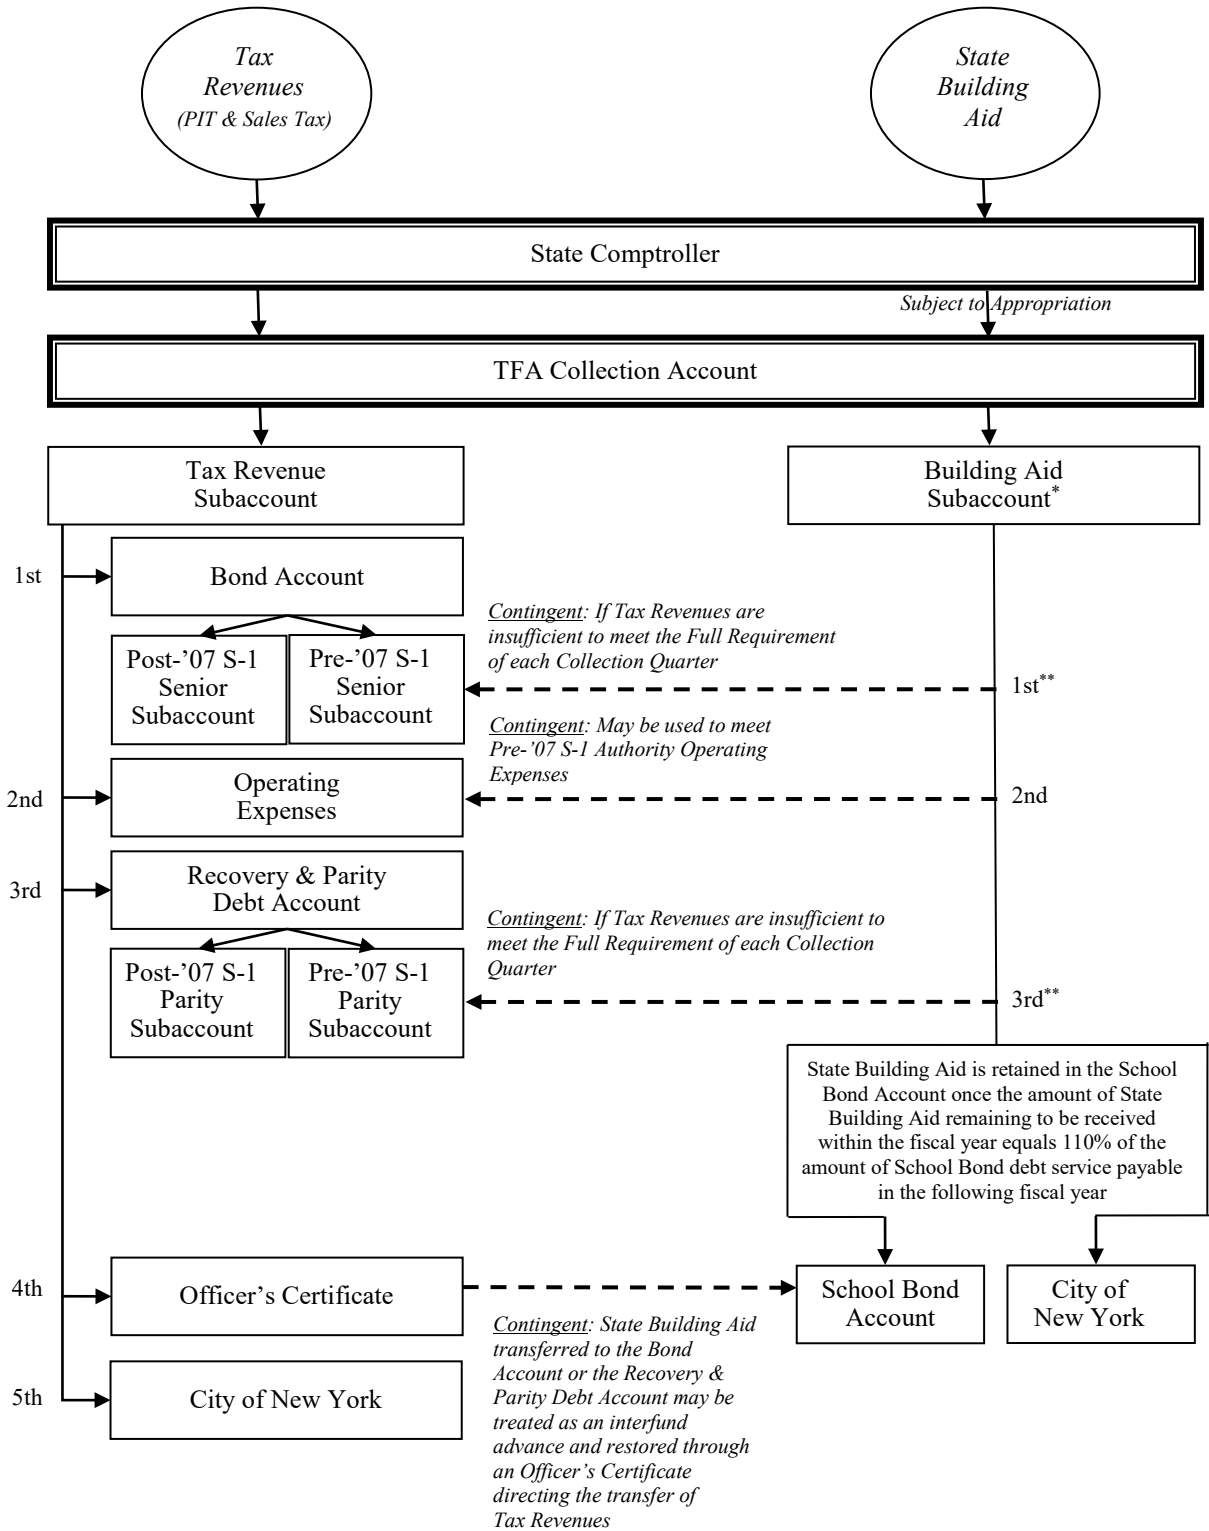 Tax
Revenues
(PIT & Sales Tax)
State
Building
Aid
State Comptroller
Subject to Appropriation
TFA Collection Account
Tax Revenue
Subaccount
Building Aid
Subaccount*
1st
Bond Account
Post-’07 S-1
Senior
Subaccount
Pre-’07 S-1
Senior
Subaccount
Contingent: If Tax Revenues are
insufficient to meet the Full Requirement
of each Collection Quarter
1st**
Contingent: May be used to meet
Pre-’07 S-1 Authority Operating
Expenses
2nd
Operating
Expenses
2nd
3rd
Recovery & Parity
Debt Account
Post-’07 S-1
Parity
Subaccount
Pre-’07 S-1
Parity
Subaccount
Contingent: If Tax Revenues are insufficient to
meet the Full Requirement of each Collection
Quarter
3rd**
State Building Aid is retained in the School
Bond Account once the amount of State
Building Aid remaining to be received
within the fiscal year equals 110% of the
amount of School Bond debt service payable
in the following fiscal year
4th
Officer’s Certificate
School Bond
Account
City of
New York
Contingent: State Building Aid
transferred to the Bond
Account or the Recovery &
Parity Debt Account may be
treated as an interfund
advance and restored through
an Officer’s Certificate
directing the transfer of
Tax Revenues
5th
City of New York